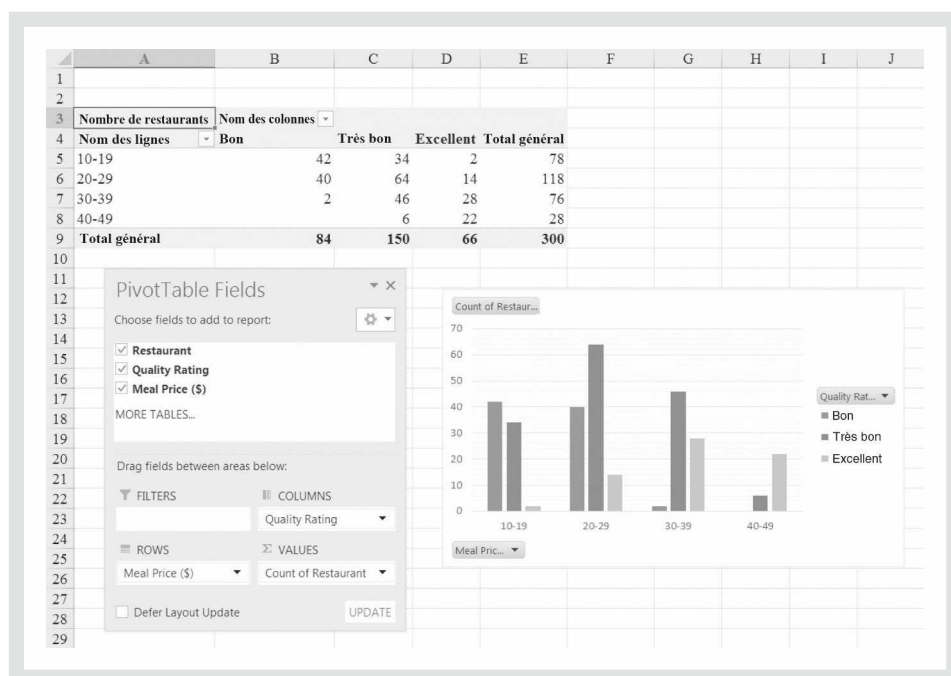 A B C D E F G H I J
1
2
3 Nombre de restaurants Nom des colonnes
4 Nom des lignes Bon Très bon Excellent Total général
5 10-19 42 34 2 78
6 20-29 40 64 14 118
7 30-39 2 46 28 76
8 40-49 6 22 28
9 Total général 84 150 66 300
10
11
12
13
14
15
16
17
18
19
20
21
22
23
24
25
26
27
28
29
PivotTable Fields
Choose fields to add to report:
Restaurant
Quality Rating
Meal Price ($)
MORE TABLES...
Drag fields between areas below:
FILTERS COLUMNS
Quality Rating
ROWS Σ VALUES
Meal Price ($) Count of Restaurant
Defer Layout Update UPDATE
Count of Restaur...
70
60
50
40
30
20
10
0
10-19 20-29 30-39 40-49
Meal Pric...
Quality Rat...
Bon
Très bon
Excellent